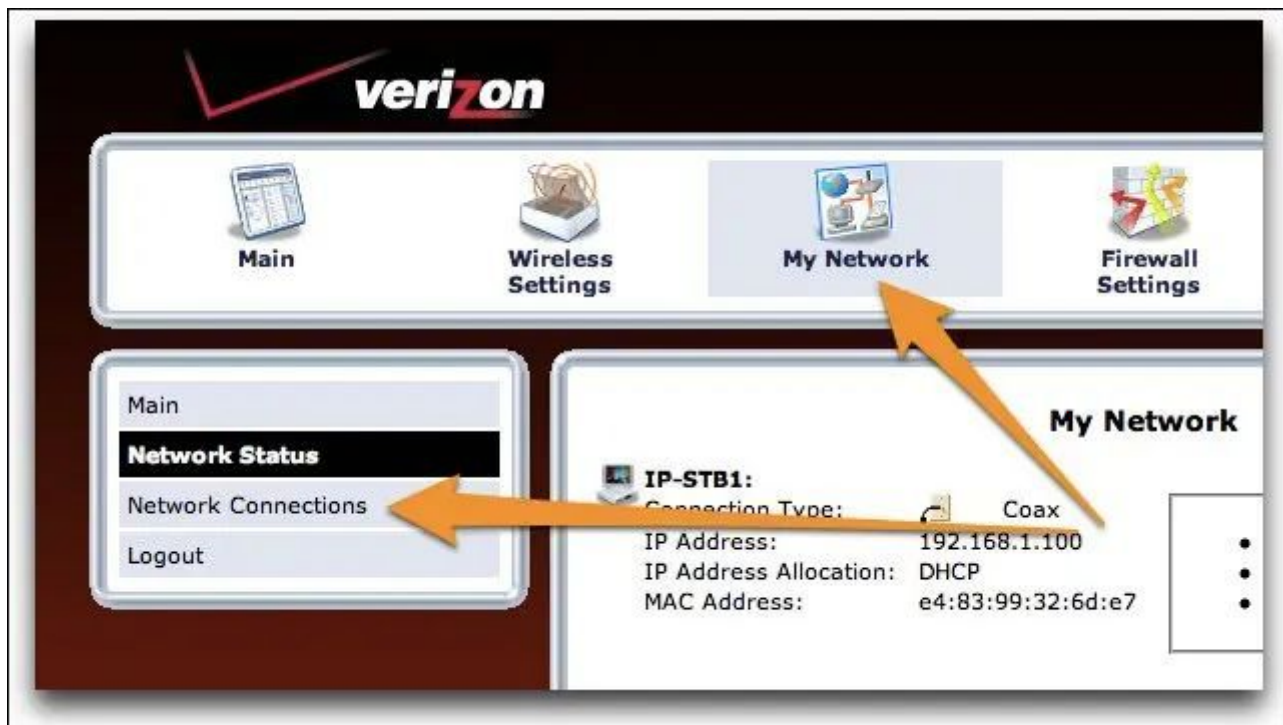 verizon
Main
Wireless
Settings
My Network
Firewall
Settings
Main
Network Status
Network Connections
Logout
My Network
IP-STB1:
Connection Type: Coax
IP Address: 192.168.1.100
IP Address Allocation: DHCP
MAC Address: e4:83:99:32:6d:e7